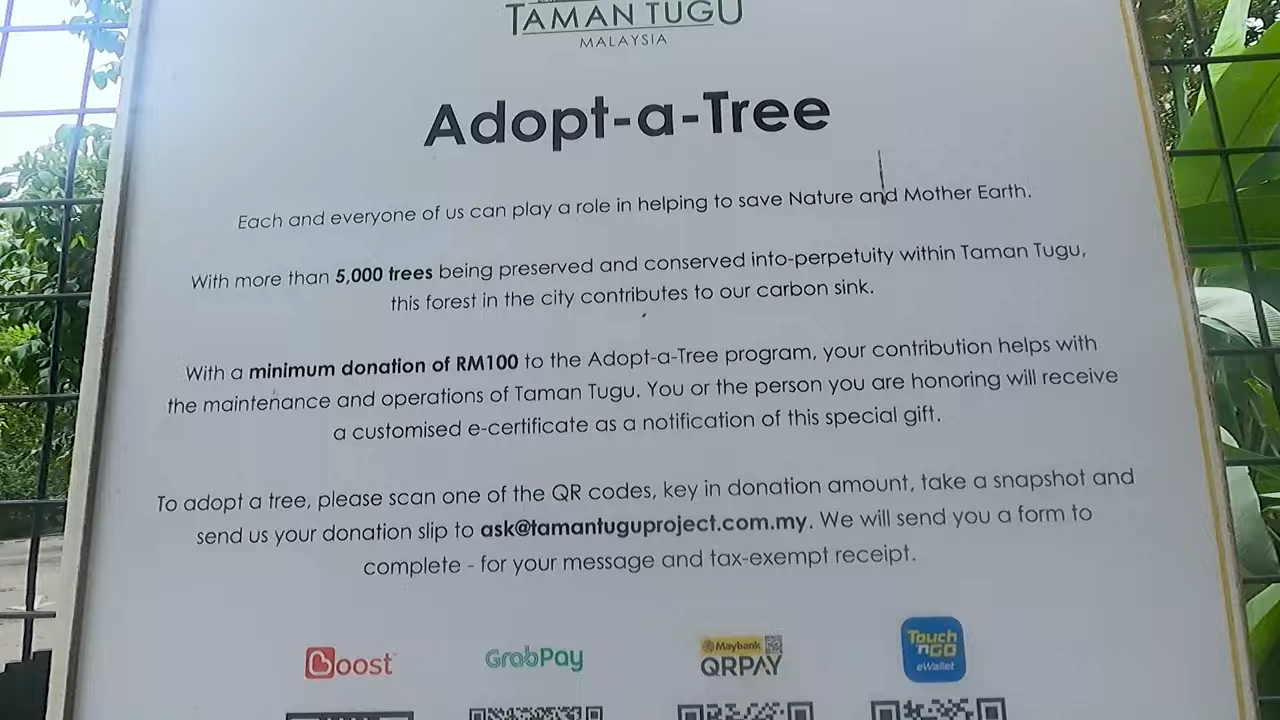 TAMAN TUGU
MALAYSIA
Adopt-a-Tree
Each and everyone of us can play a role in helping to save Nature and Mother Earth.
With more than 5,000 trees being preserved and conserved into-perpetuity within Taman Tugu,
this forest in the city contributes to our carbon sink.
With a minimum donation of RM100 to the Adopt-a-Tree program, your contribution helps with
the maintenance and operations of Taman Tugu. You or the person you are honoring will receive
a customised e-certificate as a notification of this special gift.
To adopt a tree, please scan one of the QR codes, key in donation amount, take a snapshot and
send us your donation slip to ask@tamantuguproject.com.my. We will send you a form to
complete - for your message and tax-exempt receipt.
Boost
GrabPay
Maybank
QRPAY
Touch
'nGO
eWallet